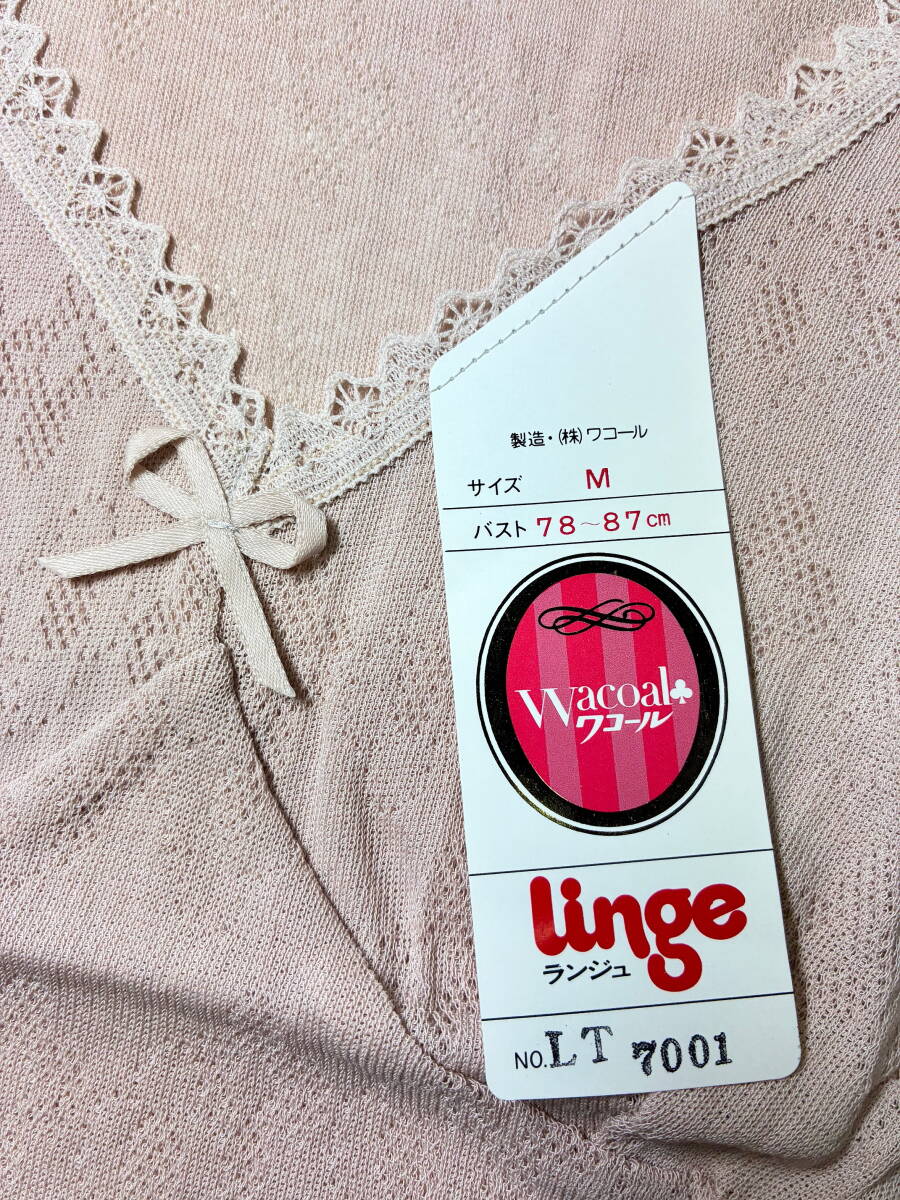 製造・(株)ワコール
サイズ M
バスト 78~87cm
Wacoal
ワコール
linge
ランジュ
NO. LT 7001